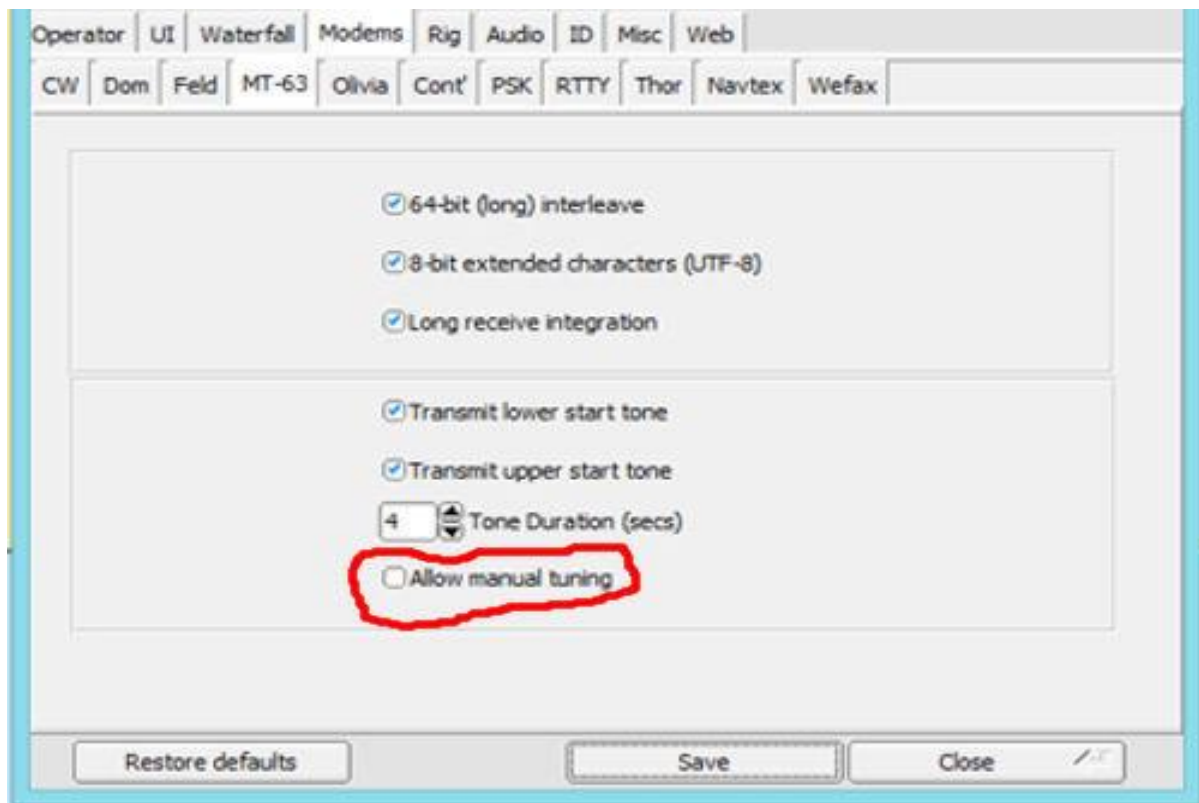 Operator UI Waterfall Modems Rig Audio ID Misc Web
CW Dom Feld MT-63 Olivia Cont' PSK RTTY Thor Navtex Wefax
64-bit (long) interleave
8-bit extended characters (UTF-8)
Long receive integration
Transmit lower start tone
Transmit upper start tone
4 Tone Duration (secs)
Allow manual tuning
Restore defaults Save Close